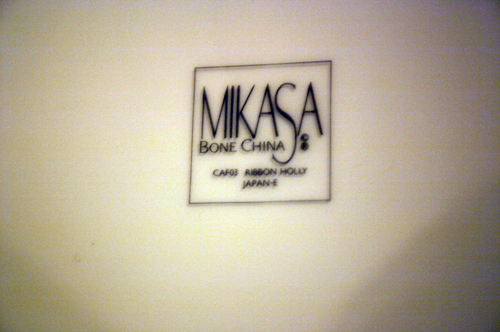 MIKASA
BONE CHINA
CAF03 RIBBON HOLLY
JAPAN-E